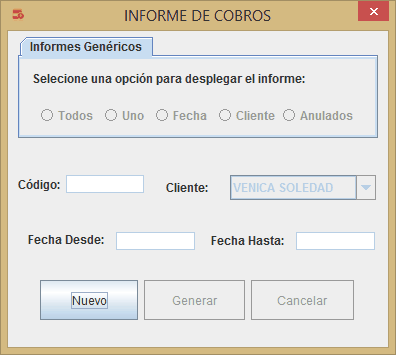 INFORME DE COBROS
Informes Genéricos
Selecione una opción para desplegar el informe:
Todos Uno Fecha Cliente Anulados
Código: Cliente: VENICA SOLEDAD
Fecha Desde: Fecha Hasta:
Nuevo Generar Cancelar